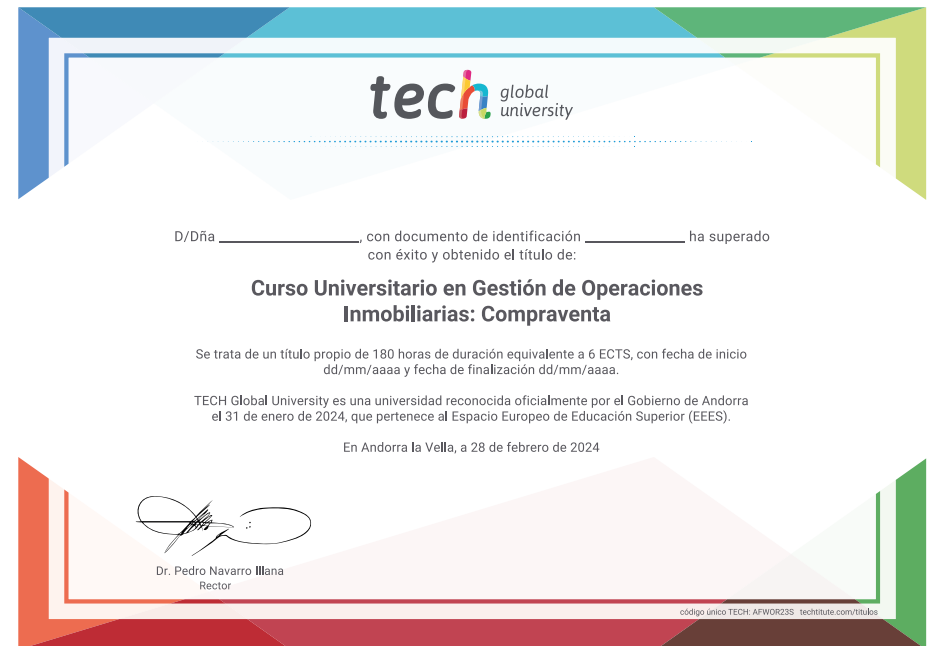 tech global university
D/Dña ____________________, con documento de identificación ______________ ha superado
con éxito y obtenido el título de:
Curso Universitario en Gestión de Operaciones
Inmobiliarias: Compraventa
Se trata de un título propio de 180 horas de duración equivalente a 6 ECTS, con fecha de inicio
dd/mm/aaaa y fecha de finalización dd/mm/aaaa.
TECH Global University es una universidad reconocida oficialmente por el Gobierno de Andorra
el 31 de enero de 2024, que pertenece al Espacio Europeo de Educación Superior (EEES).
En Andorra la Vella, a 28 de febrero de 2024
Dr. Pedro Navarro Illana
Rector
código único TECH: AFWOR23S techtitute.com/titulos